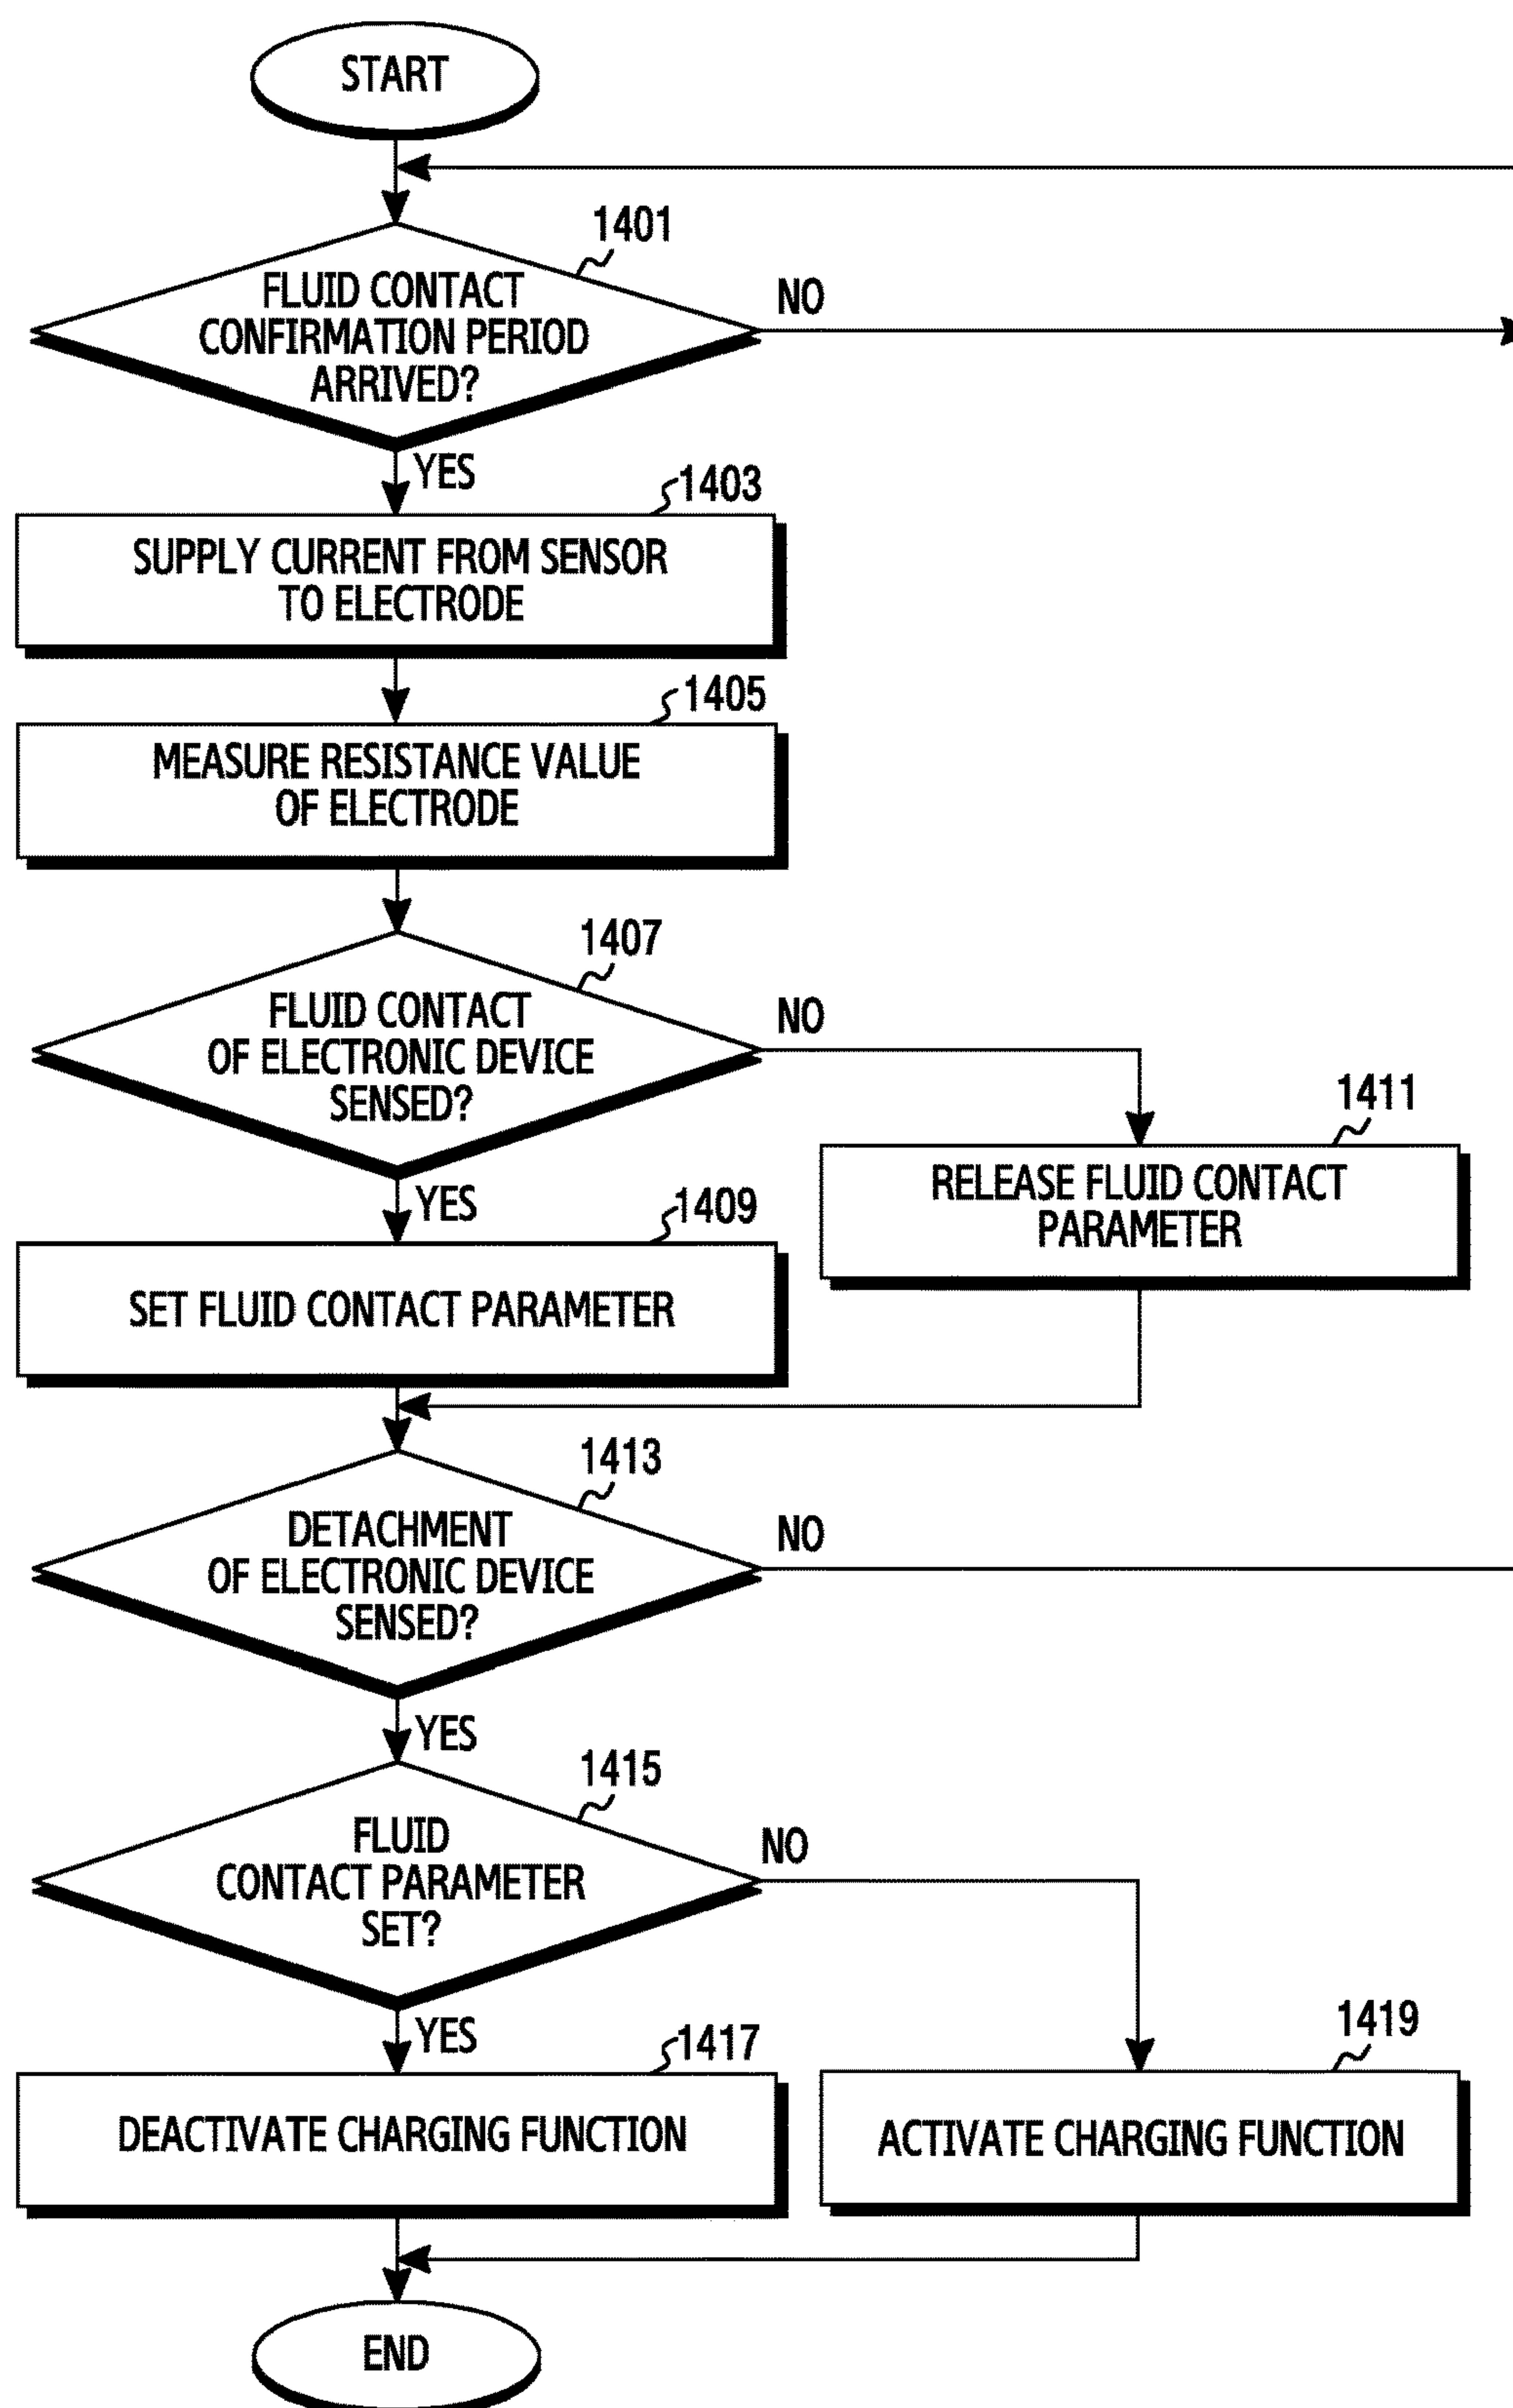 START
1401
FLUID CONTACT
CONFIRMATION PERIOD
ARRIVED?
NO
YES
1403
SUPPLY CURRENT FROM SENSOR
TO ELECTRODE
1405
MEASURE RESISTANCE VALUE
OF ELECTRODE
1407
FLUID CONTACT
OF ELECTRONIC DEVICE
SENSED?
NO
YES
1411
RELEASE FLUID CONTACT
PARAMETER
1409
SET FLUID CONTACT PARAMETER
1413
DETACHMENT
OF ELECTRONIC DEVICE
SENSED?
NO
YES
1415
FLUID
CONTACT PARAMETER
SET?
NO
YES
1417
DEACTIVATE CHARGING FUNCTION
1419
ACTIVATE CHARGING FUNCTION
END